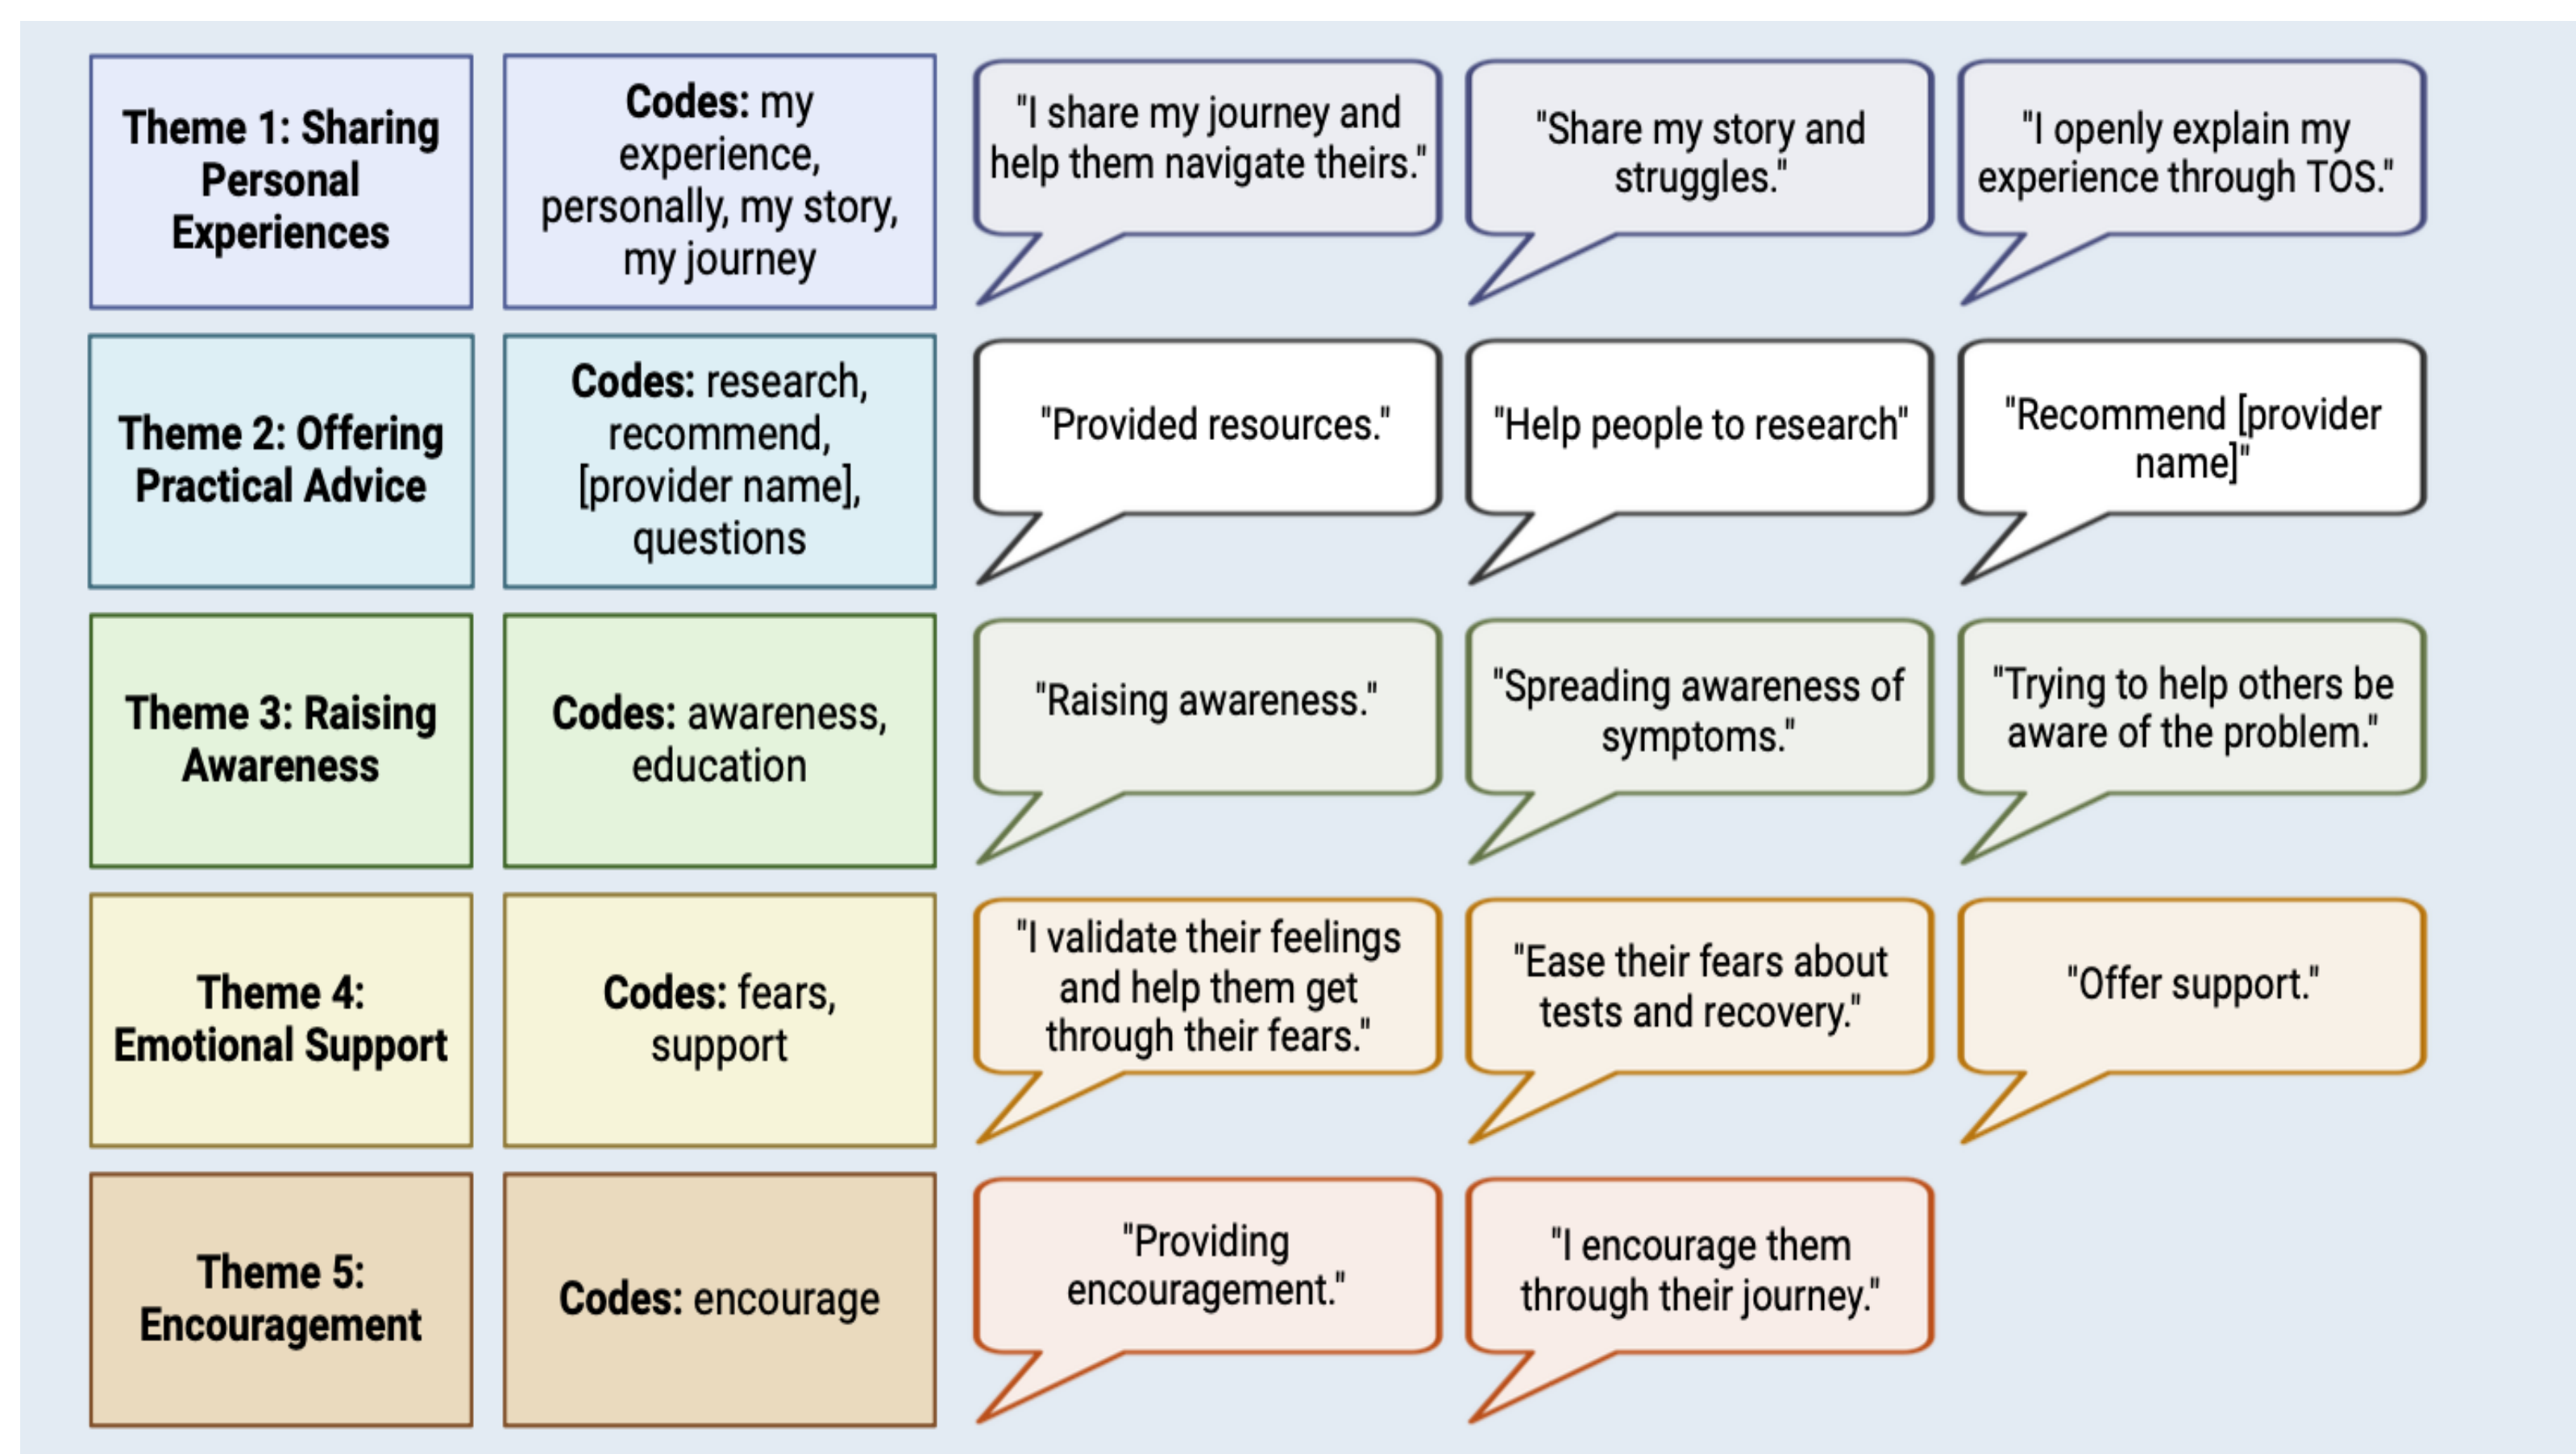 Theme 1: Sharing
Personal
Experiences
Codes: my
experience,
personally, my story,
my journey
"I share my journey and
help them navigate theirs."
"Share my story and
struggles."
"I openly explain my
experience through TOS."
Theme 2: Offering
Practical Advice
Codes: research,
recommend,
[provider name],
questions
"Provided resources."
"Help people to research"
"Recommend [provider
name]"
Theme 3: Raising
Awareness
Codes: awareness,
education
"Raising awareness."
"Spreading awareness of
symptoms."
"Trying to help others be
aware of the problem."
Theme 4:
Emotional Support
Codes: fears,
support
"I validate their feelings
and help them get
through their fears."
"Ease their fears about
tests and recovery."
"Offer support."
Theme 5:
Encouragement
Codes: encourage
"Providing
encouragement."
"I encourage them
through their journey."